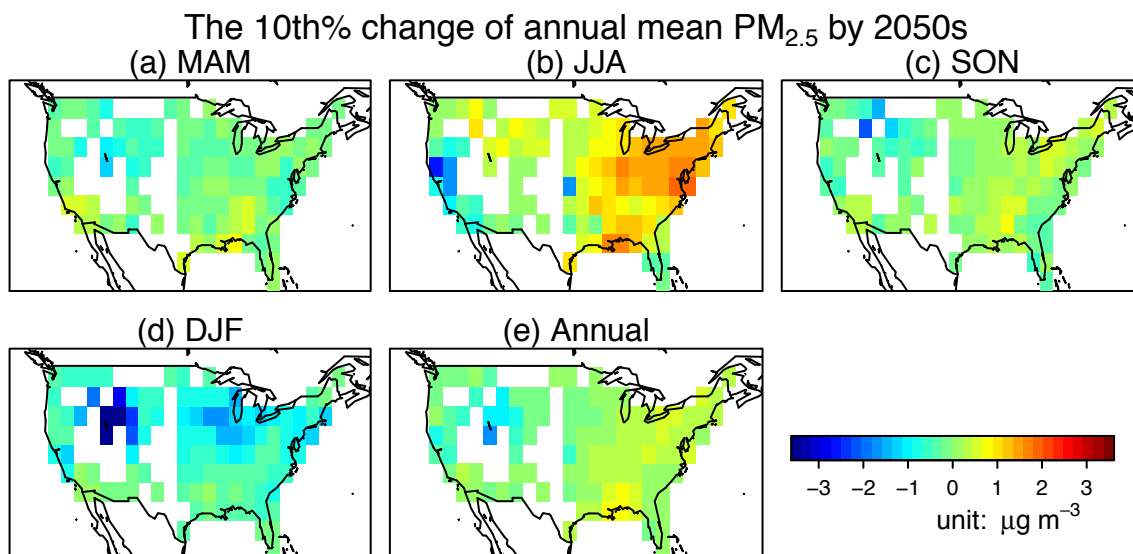 The 10th% change of annual mean PM₂.₅ by 2050s
(a) MAM
(b) JJA
(c) SON
(d) DJF
(e) Annual
−3 −2 −1 0 1 2 3
unit: μg m⁻³